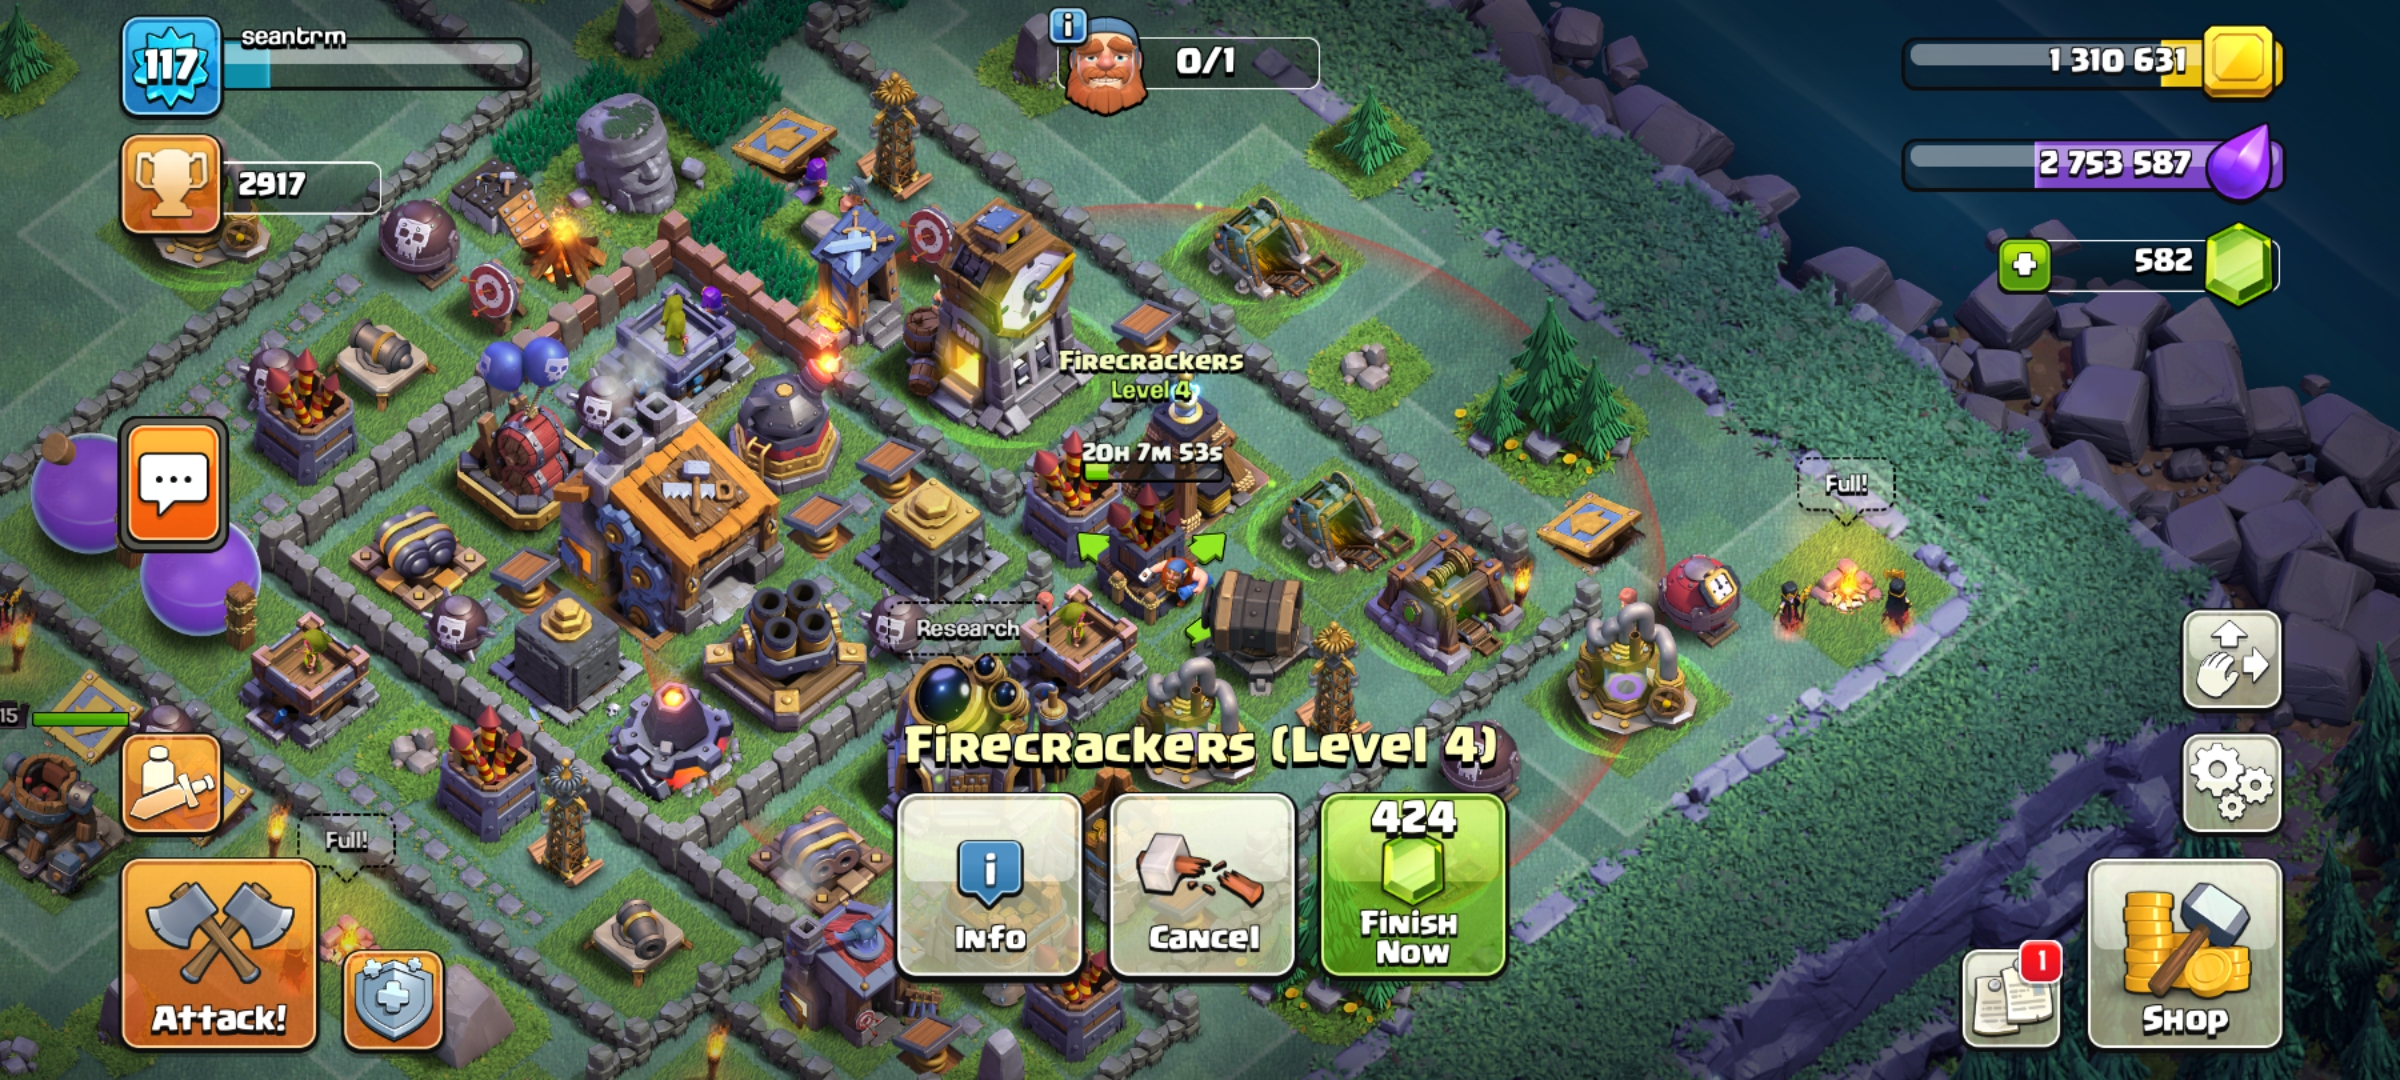 117
seantrm
0/1
1 310 631
2917
2 753 587
582
Firecrackers
Level 4
20H 7M 53S
Full!
Research
15
Firecrackers (Level 4)
424
Full!
Info
Cancel
Finish
Now
1
Attack!
Shop